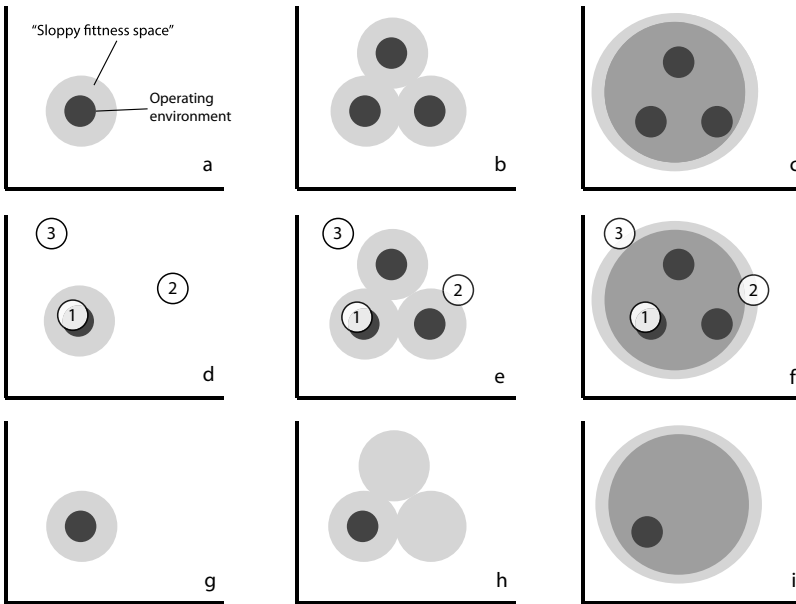 “Sloppy fittness space”
Operating
environment
a
b
c
3
2
1
d
3
2
1
e
3
2
1
f
g
h
i